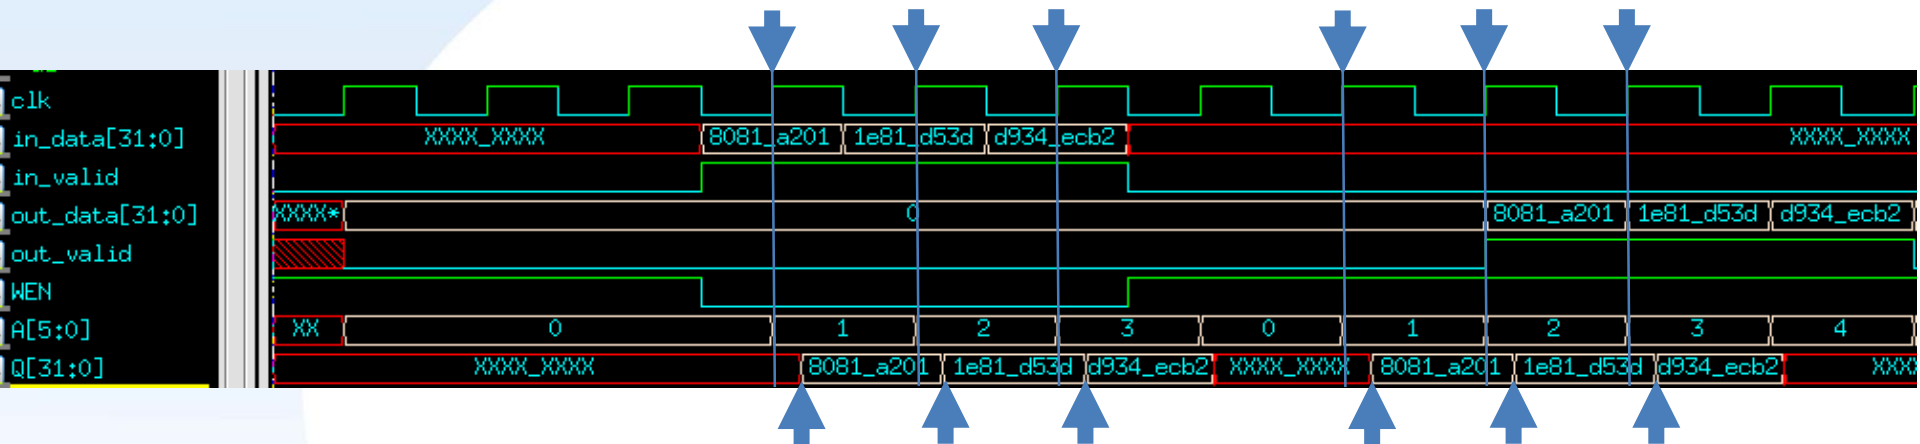 clk
in_data[31:0] XXXX_XXXX 8081_a201 1e81_d53d d934_ecb2 XXXX_XXXX
in_valid
out_data[31:0] XXXX* 0 8081_a201 1e81_d53d d934_ecb2
out_valid
WEN
A[5:0] XX 0 1 2 3 0 1 2 3 4
Q[31:0] XXXX_XXXX 8081_a201 1e81_d53d d934_ecb2 XXXX_XXXX 8081_a201 1e81_d53d d934_ecb2 XXXX